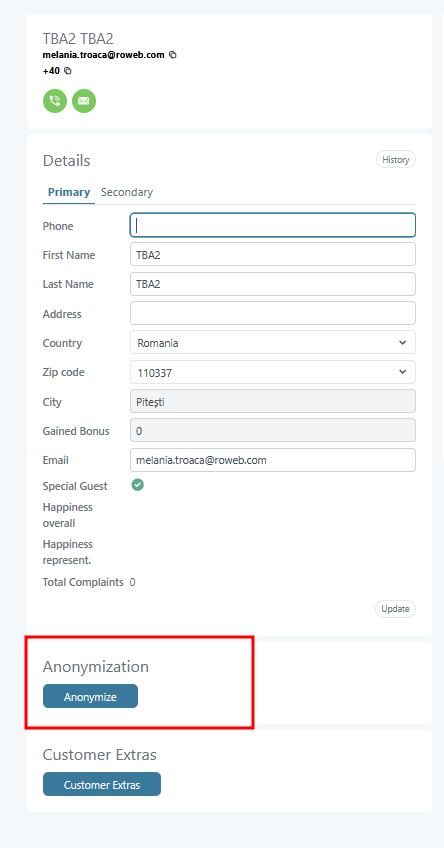 TBA2 TBA2
melania.troaca@roweb.com
+40
Details
History
Primary Secondary
Phone
First Name TBA2
Last Name TBA2
Address
Country Romania
Zip code 110337
City Pitești
Gained Bonus 0
Email melania.troaca@roweb.com
Special Guest
Happiness
overall
Happiness
represent.
Total Complaints 0
Update
Anonymization
Anonymize
Customer Extras
Customer Extras